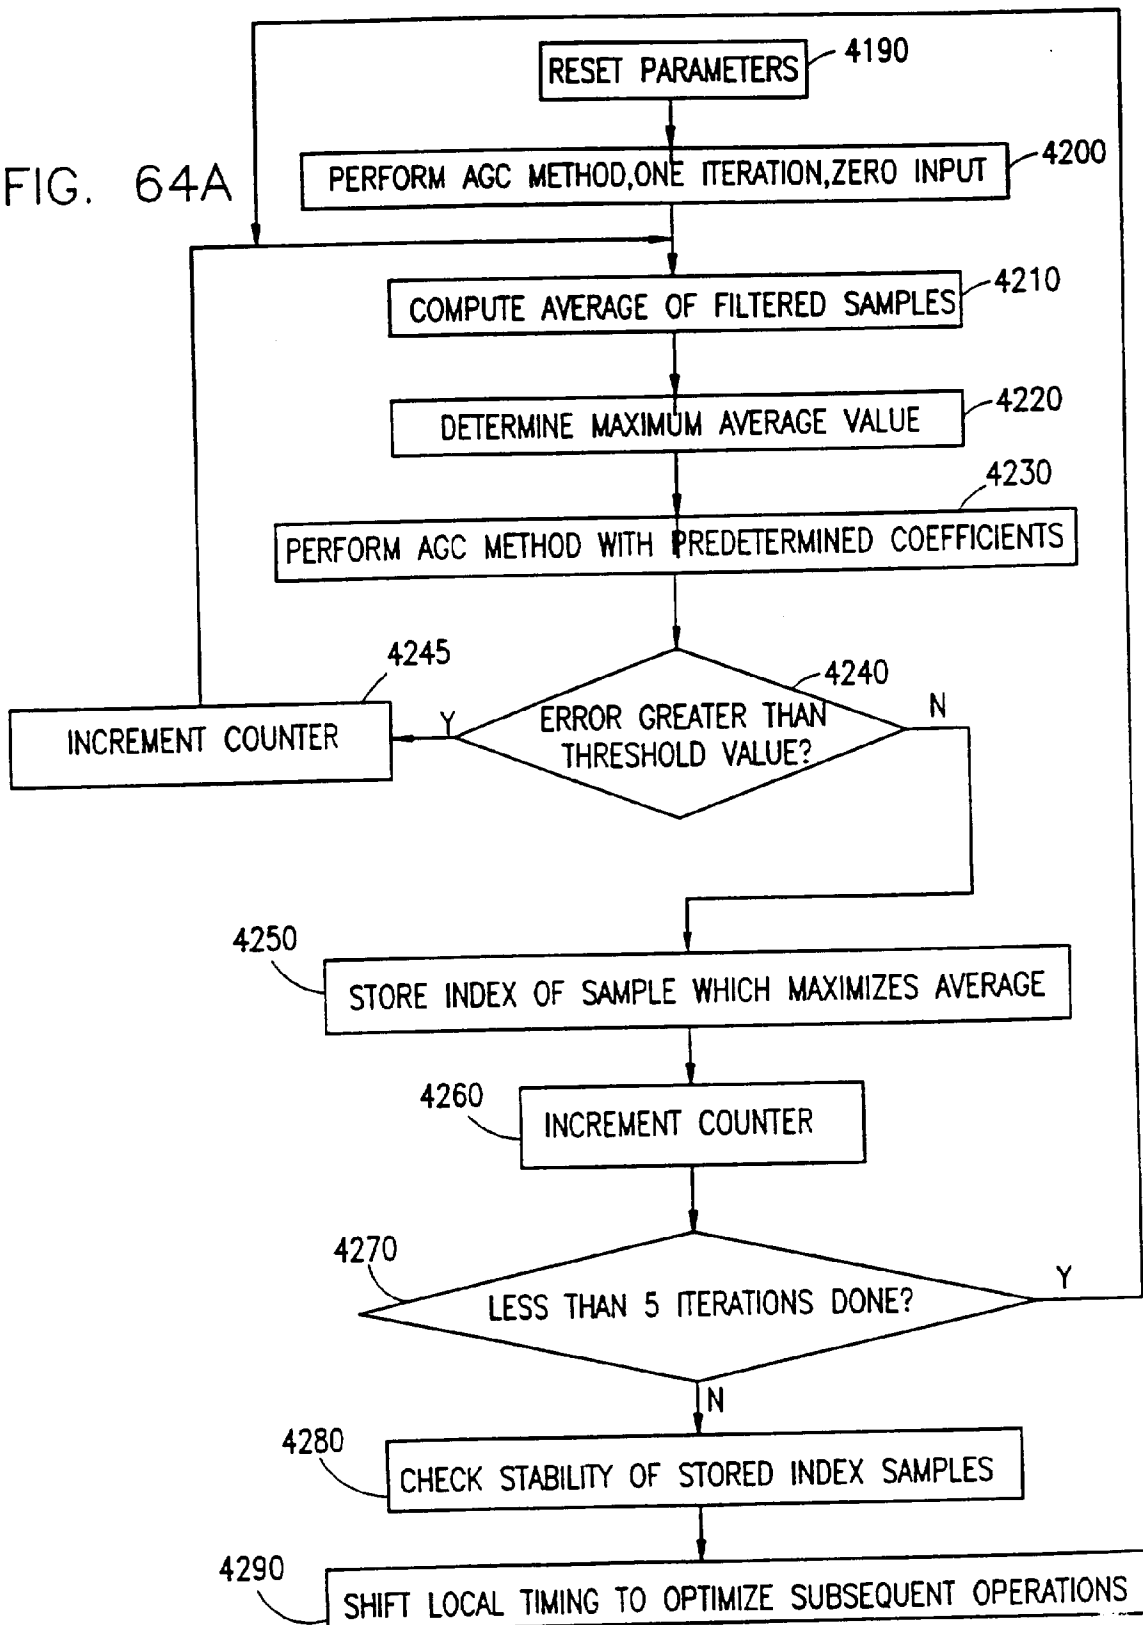 RESET PARAMETERS
4190
FIG. 64A
PERFORM AGC METHOD,ONE ITERATION,ZERO INPUT
4200
COMPUTE AVERAGE OF FILTERED SAMPLES
4210
DETERMINE MAXIMUM AVERAGE VALUE
4220
4230
PERFORM AGC METHOD WITH PREDETERMINED COEFFICIENTS
4245
4240
INCREMENT COUNTER
Y
ERROR GREATER THAN
THRESHOLD VALUE?
N
4250
STORE INDEX OF SAMPLE WHICH MAXIMIZES AVERAGE
4260
INCREMENT COUNTER
4270
LESS THAN 5 ITERATIONS DONE?
Y
N
4280
CHECK STABILITY OF STORED INDEX SAMPLES
4290
SHIFT LOCAL TIMING TO OPTIMIZE SUBSEQUENT OPERATIONS